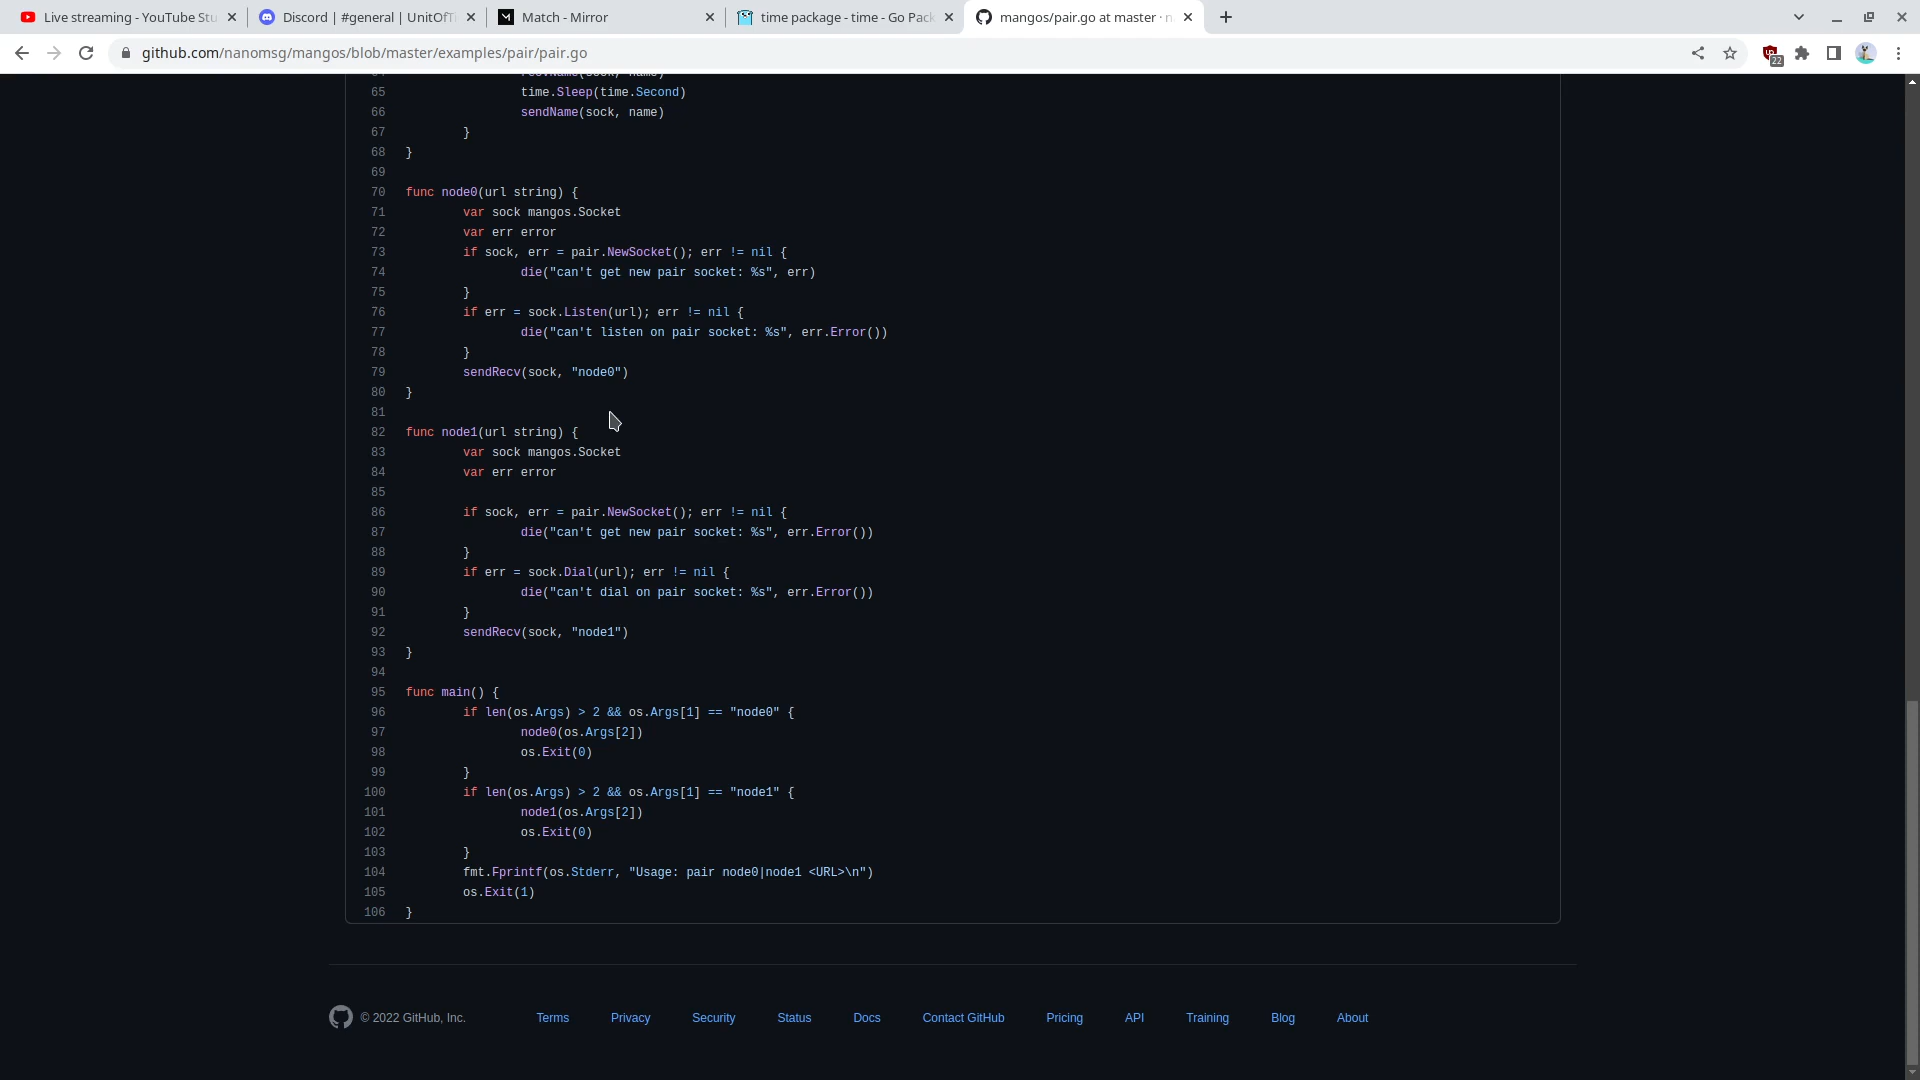 Live streaming - YouTube Stu
Discord | #general | UnitOfTi
Match - Mirror
time package - time - Go Pack
mangos/pair.go at master · n
github.com/nanomsg/mangos/blob/master/examples/pair/pair.go
22
65 time.Sleep(time.Second)
66 sendName(sock, name)
67 }
68 }
69
70 func node0(url string) {
71 var sock mangos.Socket
72 var err error
73 if sock, err = pair.NewSocket(); err != nil {
74 die("can't get new pair socket: %s", err)
75 }
76 if err = sock.Listen(url); err != nil {
77 die("can't listen on pair socket: %s", err.Error())
78 }
79 sendRecv(sock, "node0")
80 }
81
82 func node1(url string) {
83 var sock mangos.Socket
84 var err error
85
86 if sock, err = pair.NewSocket(); err != nil {
87 die("can't get new pair socket: %s", err.Error())
88 }
89 if err = sock.Dial(url); err != nil {
90 die("can't dial on pair socket: %s", err.Error())
91 }
92 sendRecv(sock, "node1")
93 }
94
95 func main() {
96 if len(os.Args) > 2 && os.Args[1] == "node0" {
97 node0(os.Args[2])
98 os.Exit(0)
99 }
100 if len(os.Args) > 2 && os.Args[1] == "node1" {
101 node1(os.Args[2])
102 os.Exit(0)
103 }
104 fmt.Fprintf(os.Stderr, "Usage: pair node0|node1 <URL>\n")
105 os.Exit(1)
106 }
© 2022 GitHub, Inc.
Terms
Privacy
Security
Status
Docs
Contact GitHub
Pricing
API
Training
Blog
About